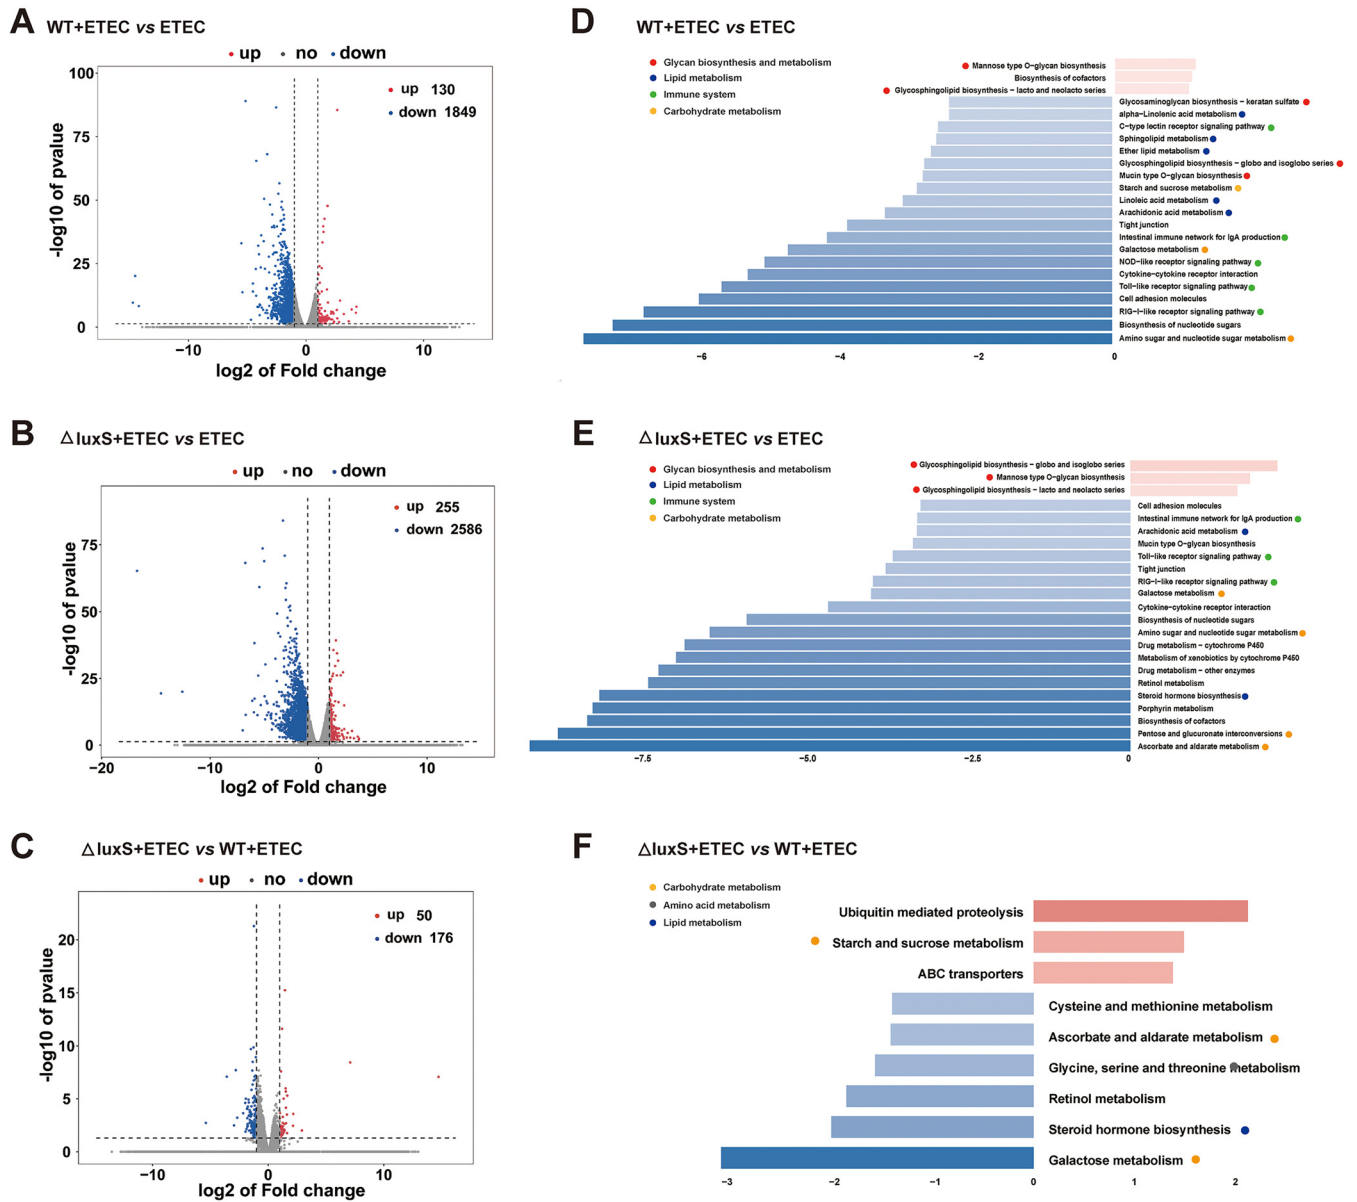 A WT+ETEC vs ETEC
up no down
up 130
down 1849
100
75
50
25
0
-log10 of pvalue
−10 0 10
log2 of Fold change
D WT+ETEC vs ETEC
Glycan biosynthesis and metabolism
Lipid metabolism
Immune system
Carbohydrate metabolism
Mannose type O−glycan biosynthesis
Biosynthesis of cofactors
Glycosphingolipid biosynthesis − lacto and neolacto series
Glycosaminoglycan biosynthesis − keratan sulfate
alpha−Linolenic acid metabolism
C−type lectin receptor signaling pathway
Sphingolipid metabolism
Ether lipid metabolism
Glycosphingolipid biosynthesis − globo and isoglobo series
Mucin type O−glycan biosynthesis
Starch and sucrose metabolism
Linoleic acid metabolism
Arachidonic acid metabolism
Tight junction
Intestinal immune network for IgA production
Galactose metabolism
NOD−like receptor signaling pathway
Cytokine−cytokine receptor interaction
Toll−like receptor signaling pathway
Cell adhesion molecules
RIG−I−like receptor signaling pathway
Biosynthesis of nucleotide sugars
Amino sugar and nucleotide sugar metabolism
−6 −4 −2 0
B △luxS+ETEC vs ETEC
up no down
up 255
down 2586
75
50
25
0
-log10 of pvalue
−20 −10 0 10
log2 of Fold change
E △luxS+ETEC vs ETEC
Glycan biosynthesis and metabolism
Lipid metabolism
Immune system
Carbohydrate metabolism
Glycosphingolipid biosynthesis − globo and isoglobo series
Mannose type O−glycan biosynthesis
Glycosphingolipid biosynthesis − lacto and neolacto series
Cell adhesion molecules
Intestinal immune network for IgA production
Arachidonic acid metabolism
Mucin type O−glycan biosynthesis
Toll−like receptor signaling pathway
Tight junction
RIG−I−like receptor signaling pathway
Galactose metabolism
Cytokine−cytokine receptor interaction
Biosynthesis of nucleotide sugars
Amino sugar and nucleotide sugar metabolism
Drug metabolism − cytochrome P450
Metabolism of xenobiotics by cytochrome P450
Drug metabolism − other enzymes
Retinol metabolism
Steroid hormone biosynthesis
Porphyrin metabolism
Biosynthesis of cofactors
Pentose and glucuronate interconversions
Ascorbate and aldarate metabolism
−7.5 −5.0 −2.5 0
C △luxS+ETEC vs WT+ETEC
up no down
up 50
down 176
20
15
10
5
0
-log10 of pvalue
−10 0 10
log2 of Fold change
F △luxS+ETEC vs WT+ETEC
Carbohydrate metabolism
Amino acid metabolism
Lipid metabolism
Ubiquitin mediated proteolysis
Starch and sucrose metabolism
ABC transporters
Cysteine and methionine metabolism
Ascorbate and aldarate metabolism
Glycine, serine and threonine metabolism
Retinol metabolism
Steroid hormone biosynthesis
Galactose metabolism
−3 −2 −1 0 1 2